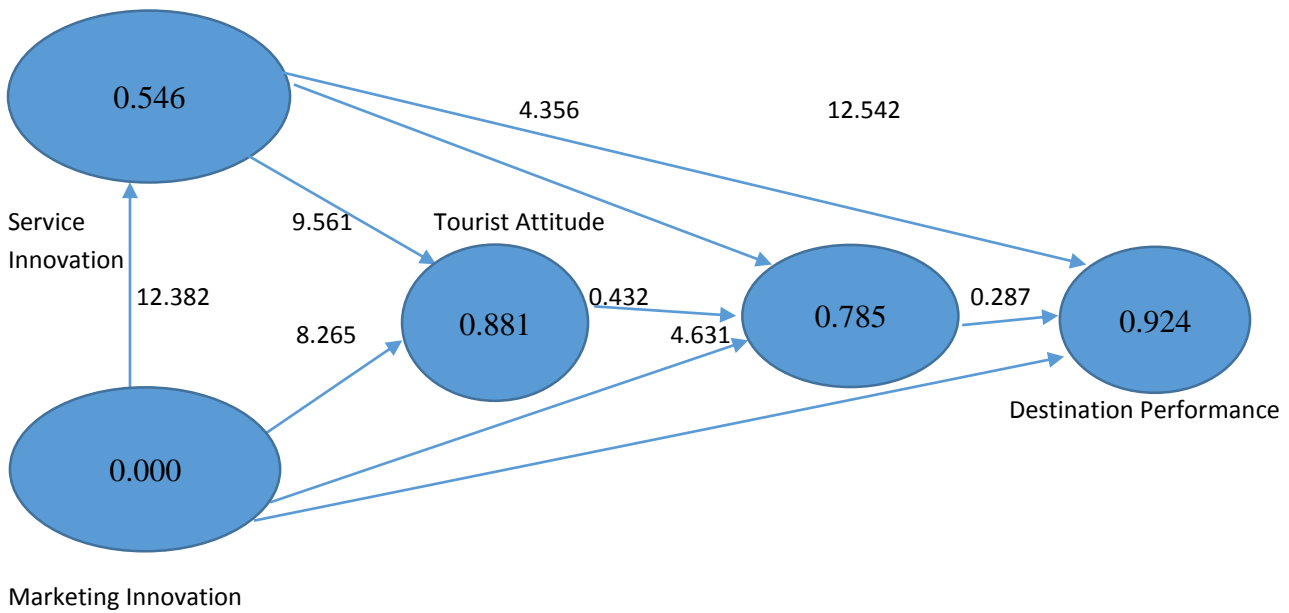 0.546
4.356
12.542
Service
Innovation
9.561
Tourist Attitude
12.382
0.432
0.287
0.881
0.785
0.924
8.265
4.631
Destination Performance
0.000
Marketing Innovation